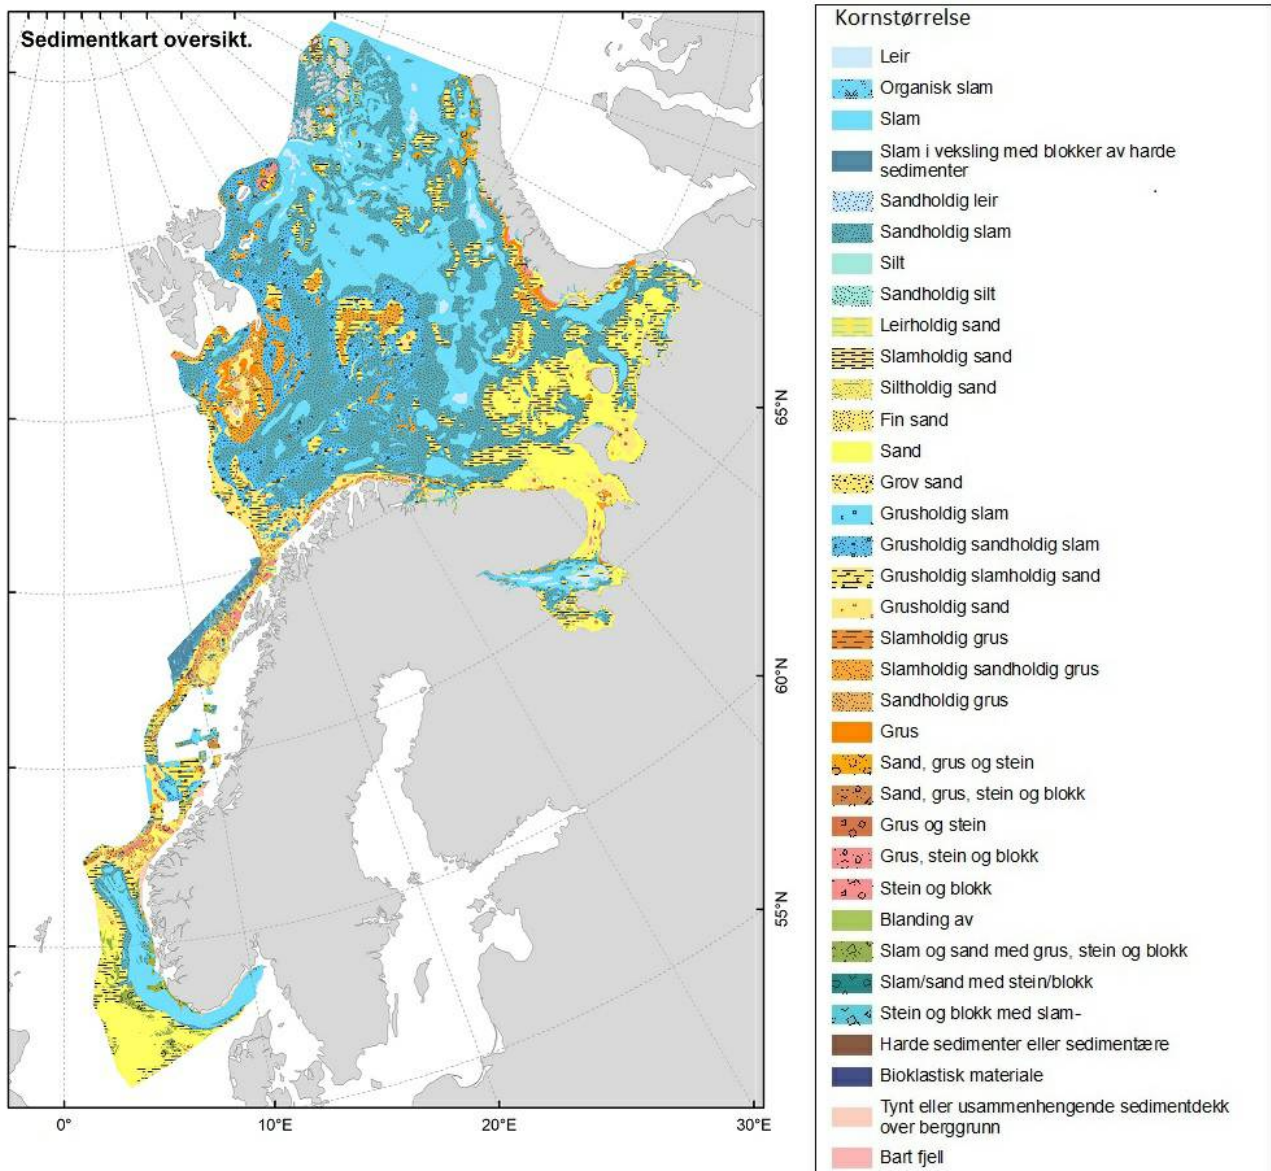 Sedimentkart oversikt.
65°N
60°N
55°N
0°
10°E
20°E
30°E
Kornstørrelse
Leir
Organisk slam
Slam
Slam i veksling med blokker av harde
sedimenter
Sandholdig leir
Sandholdig slam
Silt
Sandholdig silt
Leirholdig sand
Slamholdig sand
Siltholdig sand
Fin sand
Sand
Grov sand
Grusholdig slam
Grusholdig sandholdig slam
Grusholdig slamholdig sand
Grusholdig sand
Slamholdig grus
Slamholdig sandholdig grus
Sandholdig grus
Grus
Sand, grus og stein
Sand, grus, stein og blokk
Grus og stein
Grus, stein og blokk
Stein og blokk
Blanding av
Slam og sand med grus, stein og blokk
Slam/sand med stein/blokk
Stein og blokk med slam-
Harde sedimenter eller sedimentære
Bioklastisk materiale
Tynt eller usammenhengende sedimentdekk
over berggrunn
Bart fjell